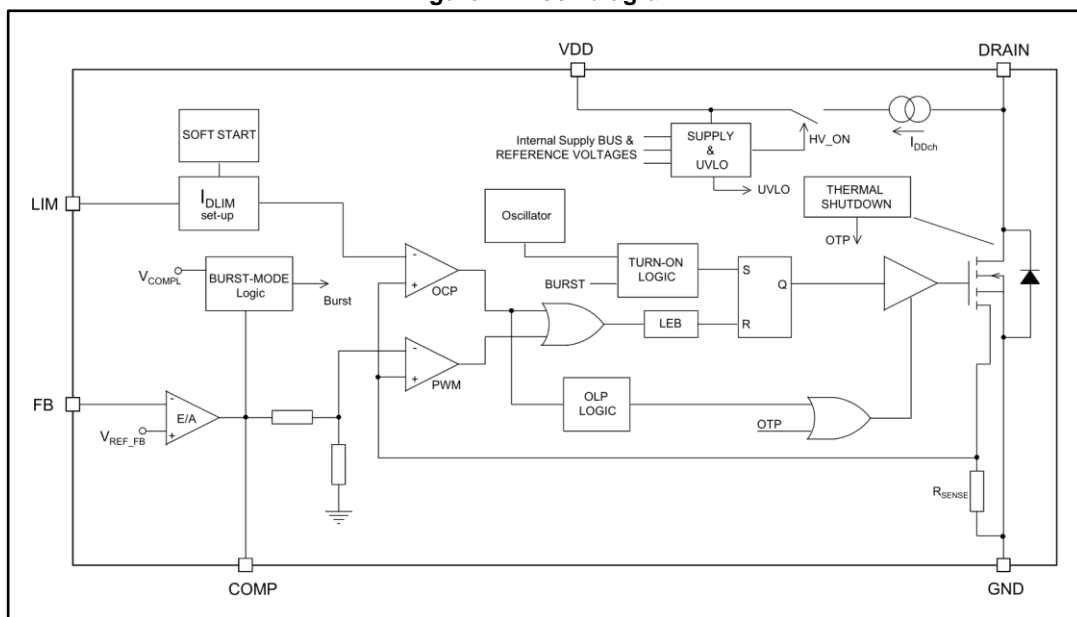 VDD
DRAIN
SOFT START
Internal Supply BUS &
REFERENCE VOLTAGES
SUPPLY
&
UVLO
HV_ON
I_DDch
UVLO
LIM
I_DLIM
set-up
Oscillator
THERMAL
SHUTDOWN
OTP
V_COMPL
BURST-MODE
Logic
Burst
-
+
OCP
BURST
TURN-ON
LOGIC
S
R
Q
LEB
-
+
PWM
FB
-
+
E/A
V_REF_FB
OLP
LOGIC
OTP
R_SENSE
COMP
GND